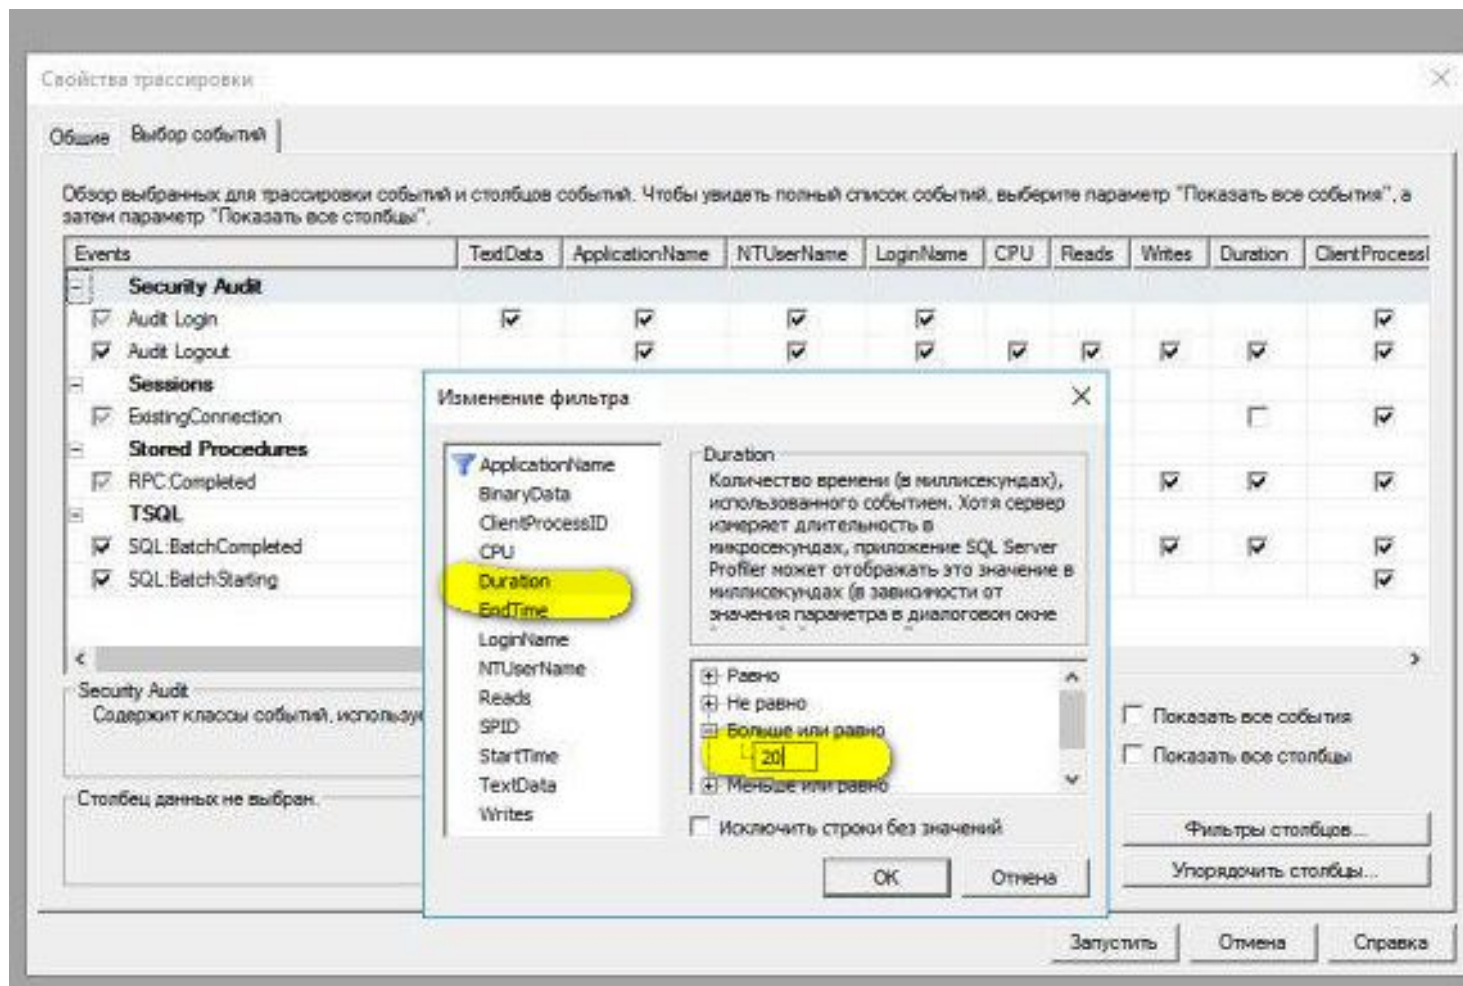 Свойства трассировки
Общие Выбор событий
Обзор выбранных для трассировки событий и столбцов событий. Чтобы увидеть полный список событий, выберите параметр "Показать все события", а
затем параметр "Показать все столбцы".
Events TextData ApplicationName NTUserName LoginName CPU Reads Writes Duration ClientProcessI
Security Audit
Audit Login
Audit Logout
Sessions
ExistingConnection
Stored Procedures
RPC:Completed
TSQL
SQL:BatchCompleted
SQL:BatchStarting
Security Audit
Содержит классы событий, используе
Столбец данных не выбран.
Изменение фильтра
ApplicationName
BinaryData
ClientProcessID
CPU
Duration
EndTime
LoginName
NTUserName
Reads
SPID
StartTime
TextData
Writes
Duration
Количество времени (в миллисекундах),
использованного событием. Хотя сервер
измеряет длительность в
микросекундах, приложение SQL Server
Profiler может отображать это значение в
миллисекундах (в зависимости от
значения параметра в диалоговом окне
Равно
Не равно
Больше или равно
20
Меньше или равно
Исключить строки без значений
OK Отмена
Показать все события
Показать все столбцы
Фильтры столбцов...
Упорядочить столбцы...
Запустить Отмена Справка